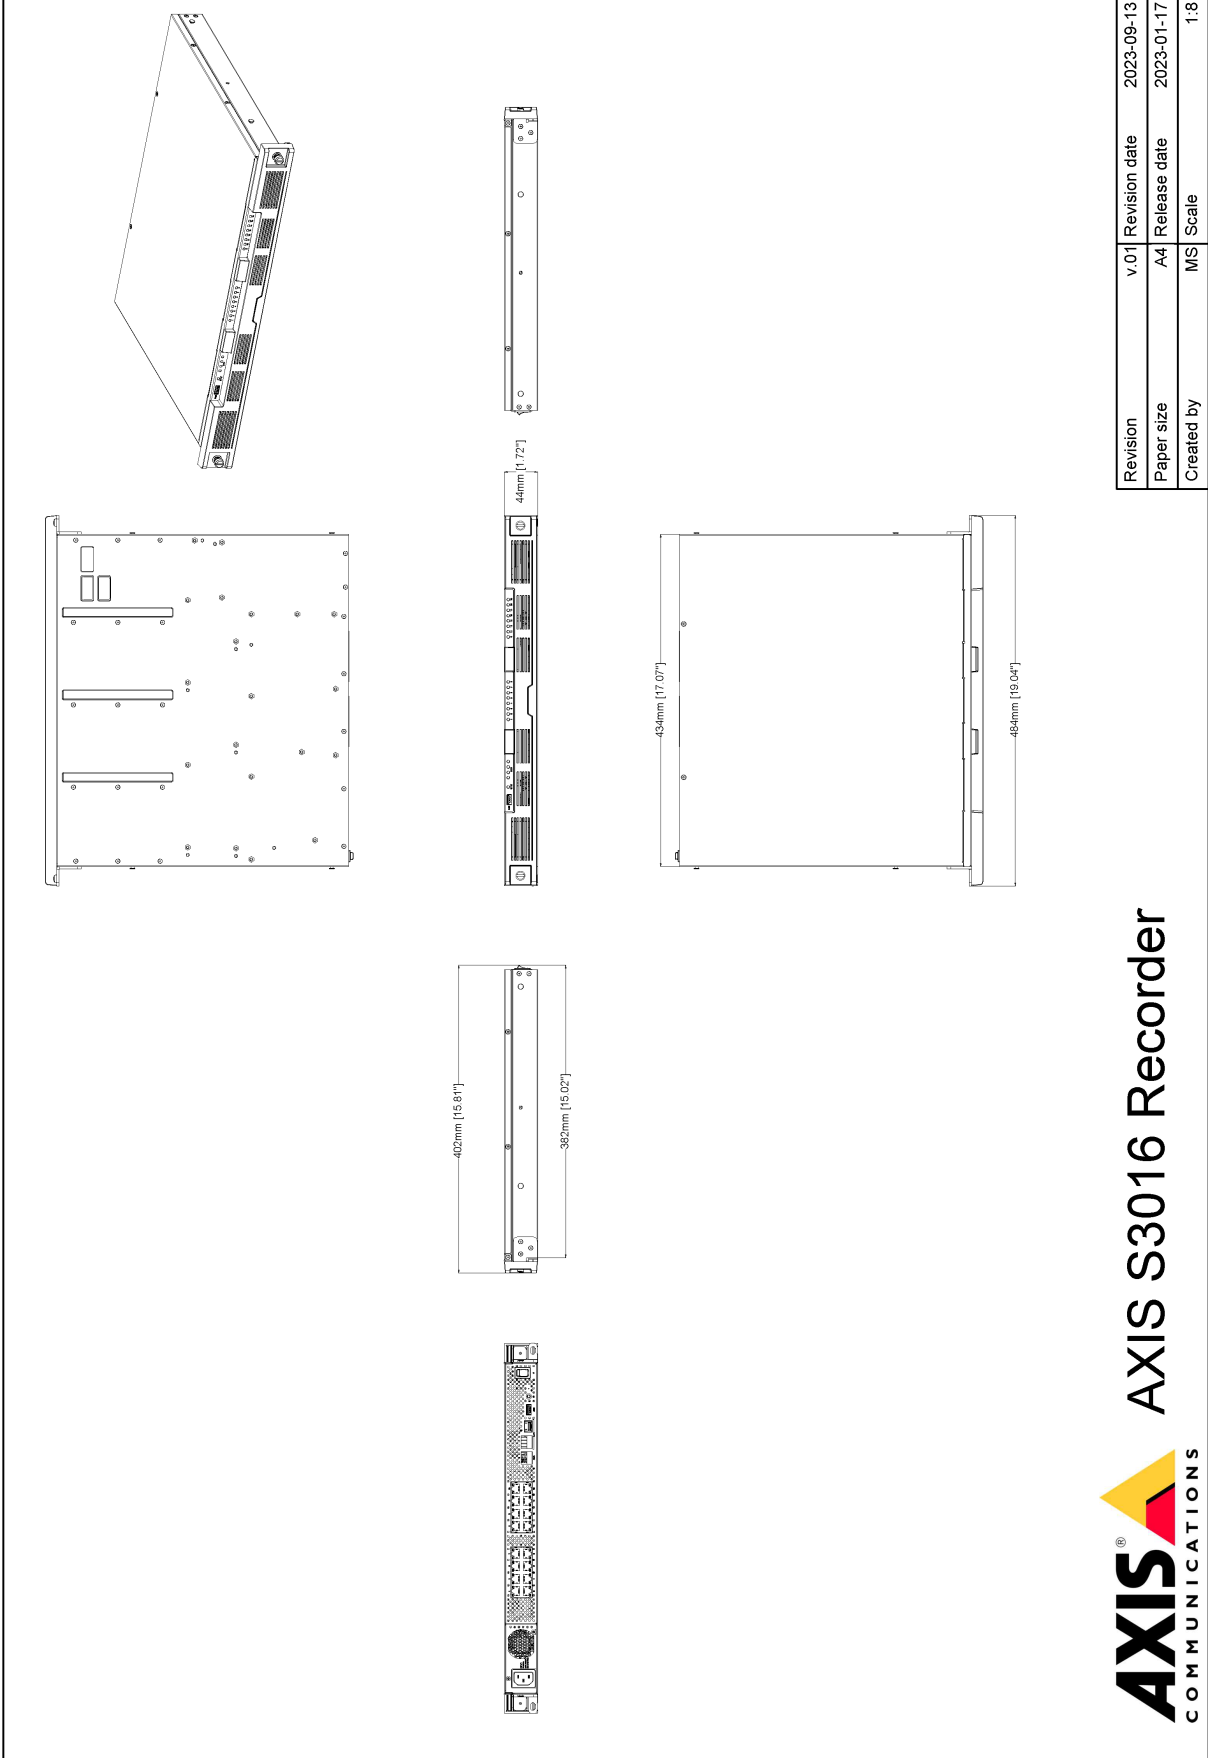 44mm [1.72"]
434mm [17.07"]
484mm [19.04"]
402mm [15.81"]
382mm [15.02"]
AXIS®
COMMUNICATIONS
AXIS S3016 Recorder
Revision v.01 Revision date 2023-09-13
Paper size A4 Release date 2023-01-17
Created by MS Scale 1:8